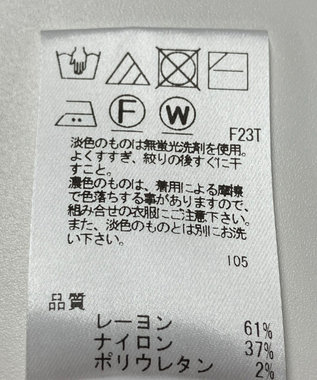 F W
F23T
淡色のものは無蛍光洗剤を使用。
よくすすぎ、絞りの後すぐに干
すこと。
濃色のものは、着用による摩擦
で色落ちする事がありますので、
組み合せの衣服にご注意下さい。
また、淡色のものとは別にお洗
い下さい。
105
品質
レーヨン 61%
ナイロン 37%
ポリウレタン 2%